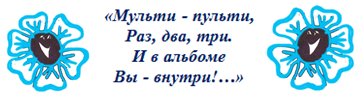 «Мульти - пульти,
Раз, два, три.
И в альбоме
Вы - внутри!…»